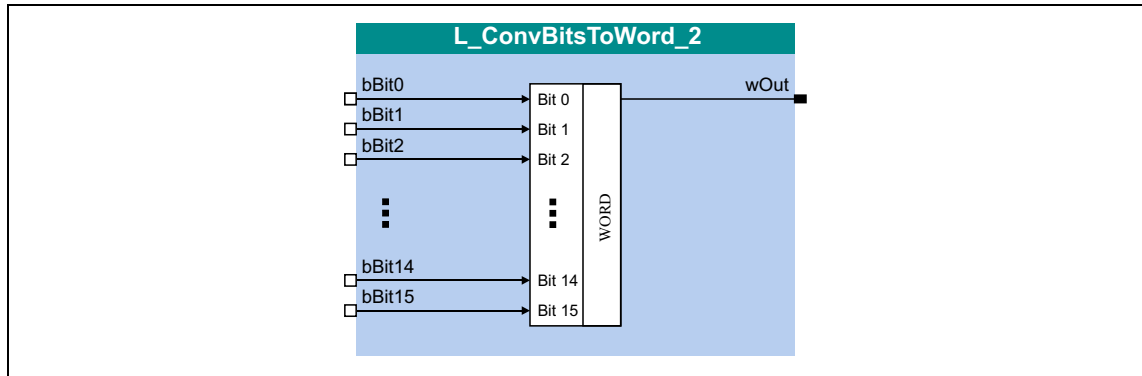 L_ConvBitsToWord_2
bBit0 Bit 0 wOut
bBit1 Bit 1
bBit2 Bit 2
WORD
bBit14 Bit 14
bBit15 Bit 15